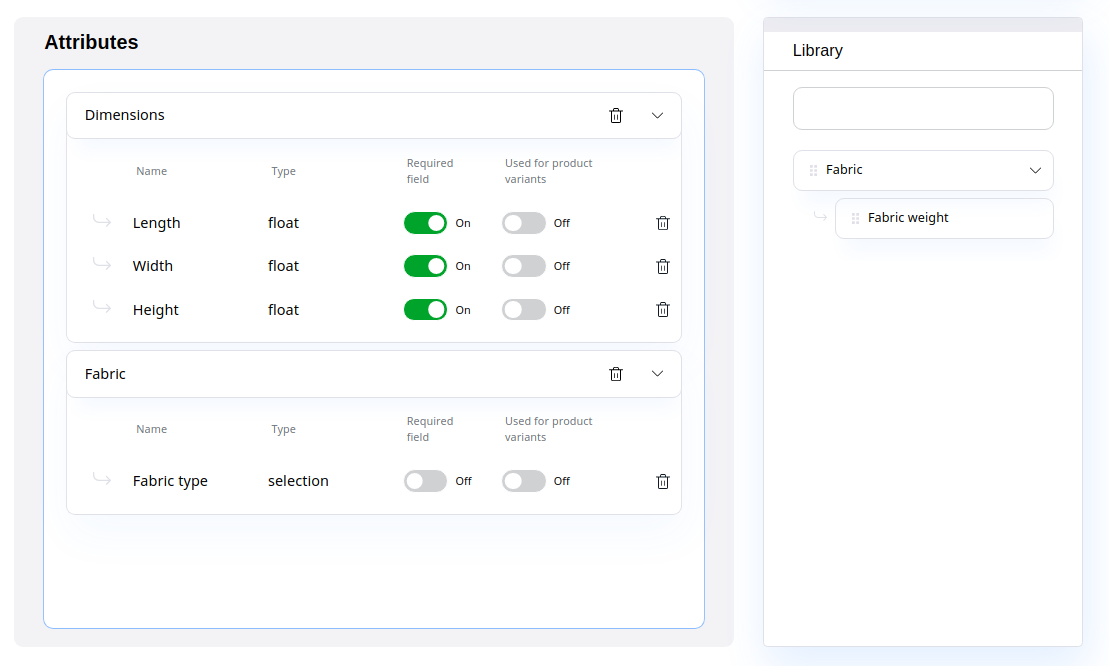 Attributes
Dimensions
Name Type Required field Used for product variants
Length float On Off
Width float On Off
Height float On Off
Fabric
Name Type Required field Used for product variants
Fabric type selection Off Off
Library
Fabric
Fabric weight